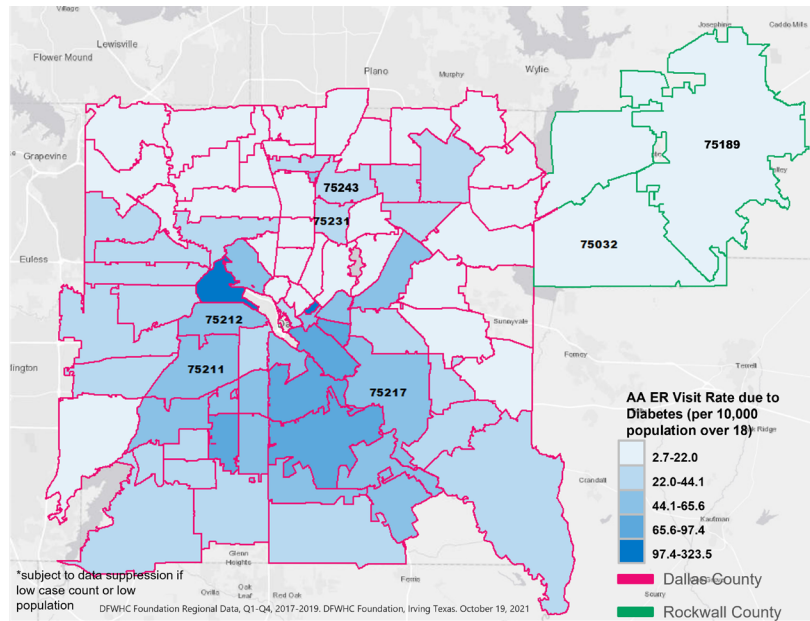 Village
Josephine
Caddo Mills
Lewisville
Flower Mound
Plano
Murphy
Wylie
75189
Grapevine
75243
75231
75032
Euless
75212
Sunnyvale
75211
75217
Forney
Terrell
AA ER Visit Rate due to
Diabetes (per 10,000
population over 18)
2.7-22.0
22.0-44.1
44.1-65.6
65.6-97.4
97.4-323.5
Crandall
Kaufman
Dallas County
Scurry
Rockwall County
Glenn
Heights
Ferris
*subject to data suppression if
low case count or low
population
Ovilla
Oak
Leaf
Red Oak
DFWHC Foundation Regional Data, Q1-Q4, 2017-2019. DFWHC Foundation, Irving Texas. October 19, 2021